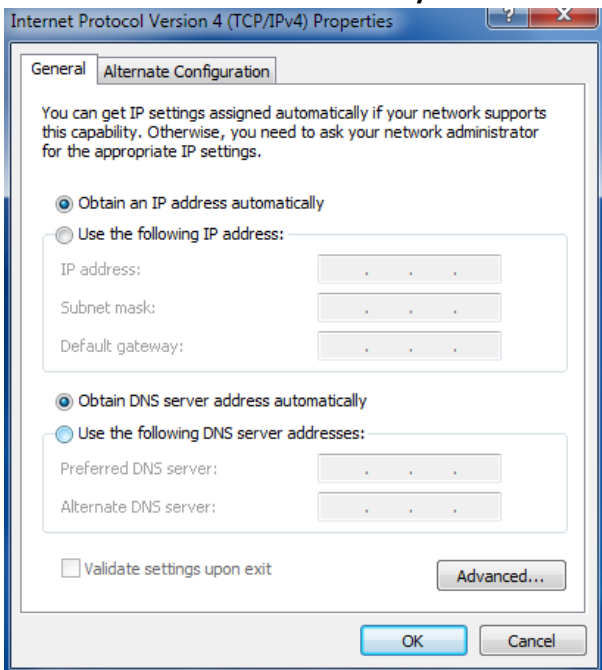 Internet Protocol Version 4 (TCP/IPv4) Properties
General
Alternate Configuration
You can get IP settings assigned automatically if your network supports
this capability. Otherwise, you need to ask your network administrator
for the appropriate IP settings.
Obtain an IP address automatically
Use the following IP address:
IP address:
Subnet mask:
Default gateway:
Obtain DNS server address automatically
Use the following DNS server addresses:
Preferred DNS server:
Alternate DNS server:
Validate settings upon exit
Advanced...
OK
Cancel